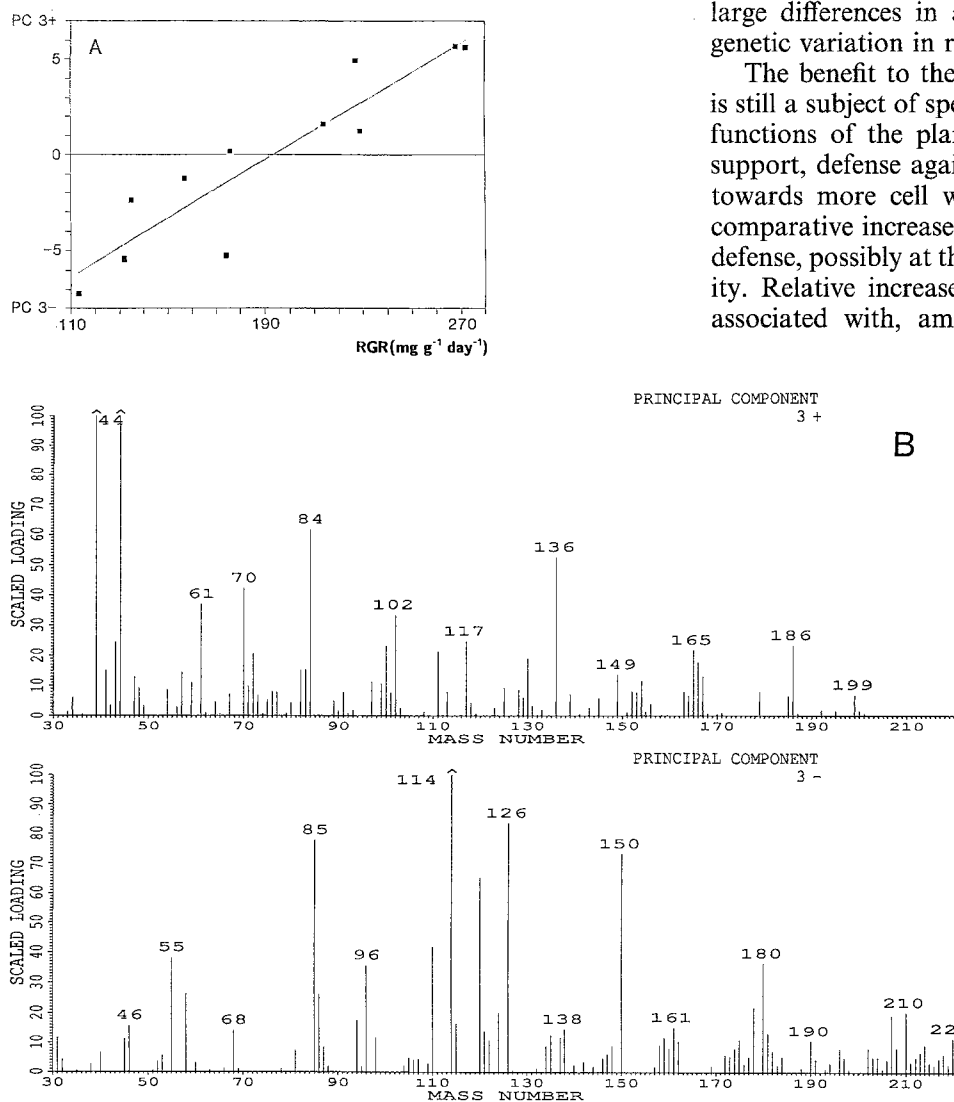 PC 3+
A
5
0
-5
PC 3-
110 190 270
RGR(mg g⁻¹ day⁻¹)
large differences in a
genetic variation in r
The benefit to the
is still a subject of spe
functions of the plan
support, defense agai
towards more cell w
comparative increase
defense, possibly at th
ity. Relative increase
associated with, am
PRINCIPAL COMPONENT
3 +
B
SCALED LOADING
0 10 20 30 40 50 60 70 80 90 100
44 61 70 84 102 117 136 149 165 186 199
30 50 70 90 110 130 150 170 190 210
MASS NUMBER
PRINCIPAL COMPONENT
3 -
SCALED LOADING
0 10 20 30 40 50 60 70 80 90 100
46 55 68 85 96 114 126 138 150 161 180 190 210 22
30 50 70 90 110 130 150 170 190 210
MASS NUMBER